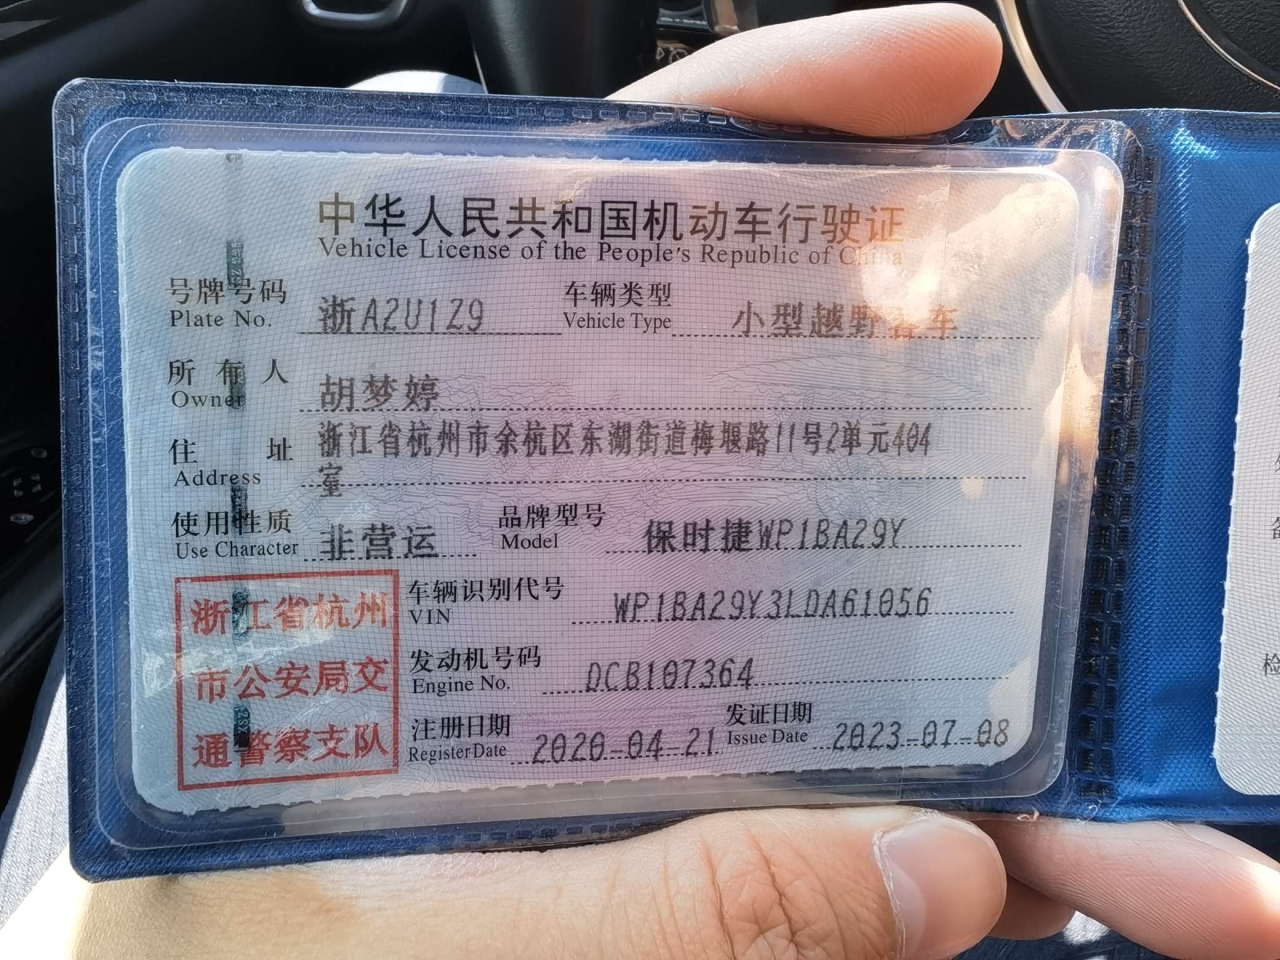 中华人民共和国机动车行驶证
Vehicle License of the People's Republic of China
号牌号码 浙A2U1Z9 车辆类型 小型越野客车
Plate No. Vehicle Type
所有人 胡梦婷
Owner
住址 浙江省杭州市余杭区东湖街道梅堰路11号2单元404
室
Address
使用性质 非营运 品牌型号 保时捷WP1BA29Y
Use Character Model
浙江省杭州
市公安局交
通警察支队
车辆识别代号 WP1BA29Y3LDA61056
VIN
发动机号码 DCB107364
Engine No.
注册日期 2020-04-21 发证日期 2023-07-08
Register Date Issue Date
检